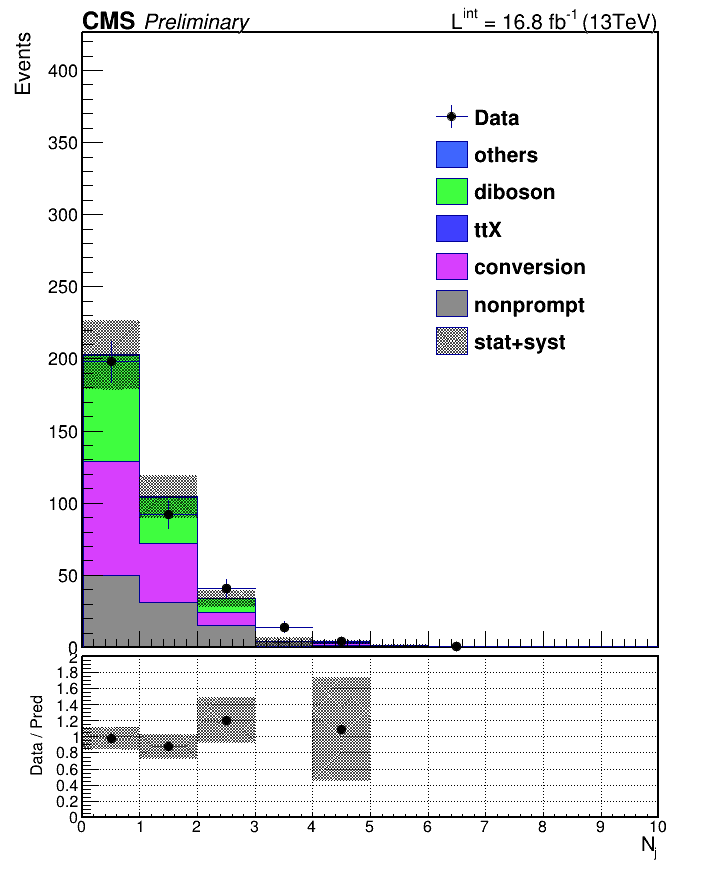 CMS Preliminary
L^int = 16.8 fb^-1 (13TeV)
Events
400
350
300
250
200
150
100
50
0
Data
others
diboson
ttX
conversion
nonprompt
stat+syst
Data / Pred
2
1.8
1.6
1.4
1.2
1
0.8
0.6
0.4
0.2
0
0 1 2 3 4 5 6 7 8 9 10
N_j